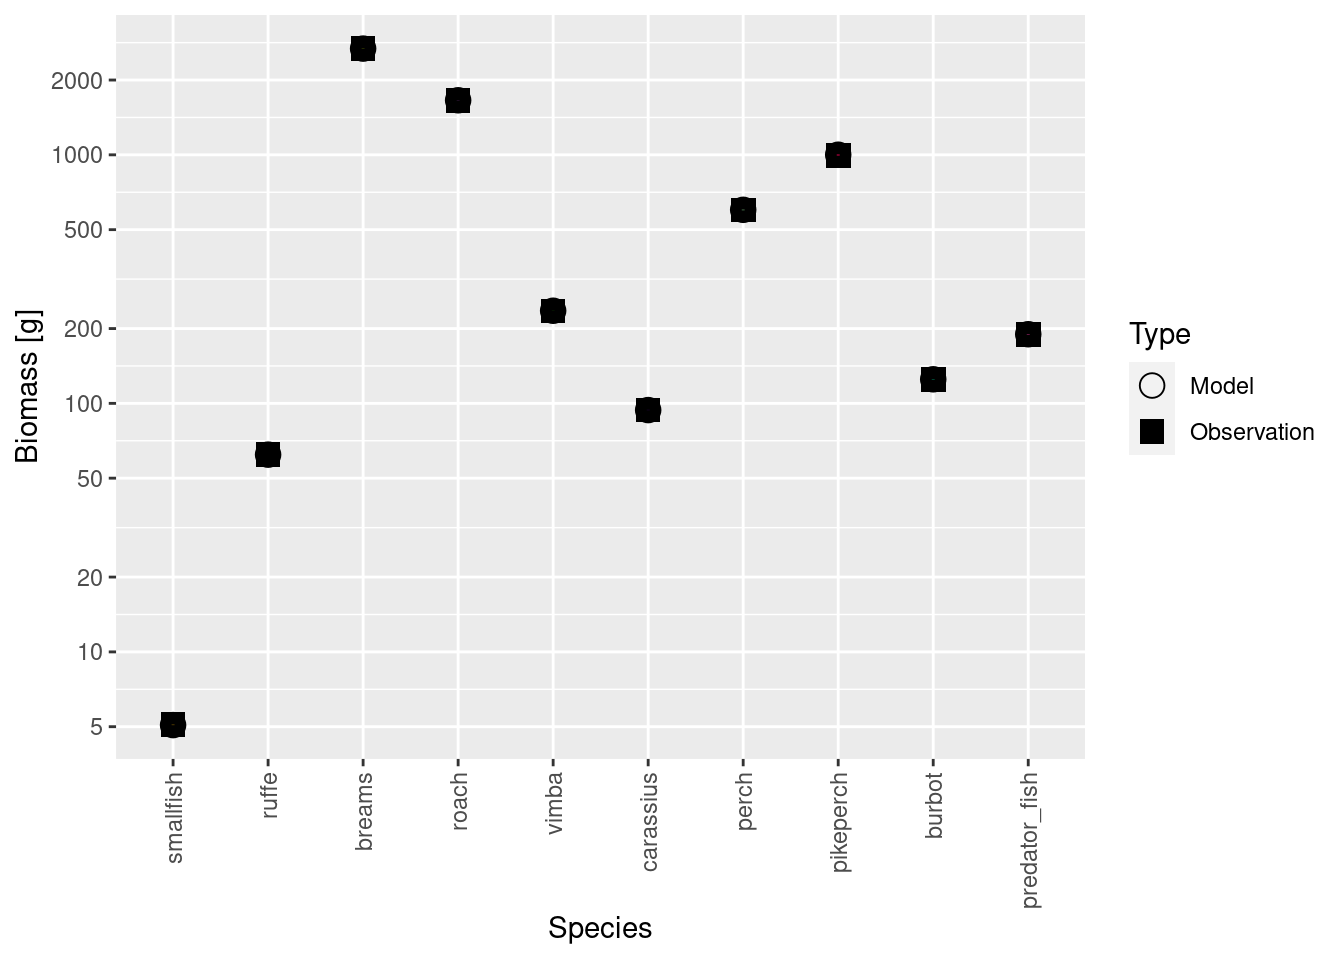 Biomass [g]
2000
1000
500
200
100
50
20
10
5
smallfish
ruffe
breams
roach
vimba
carassius
perch
pikeperch
burbot
predator_fish
Species
Type
Model
Observation